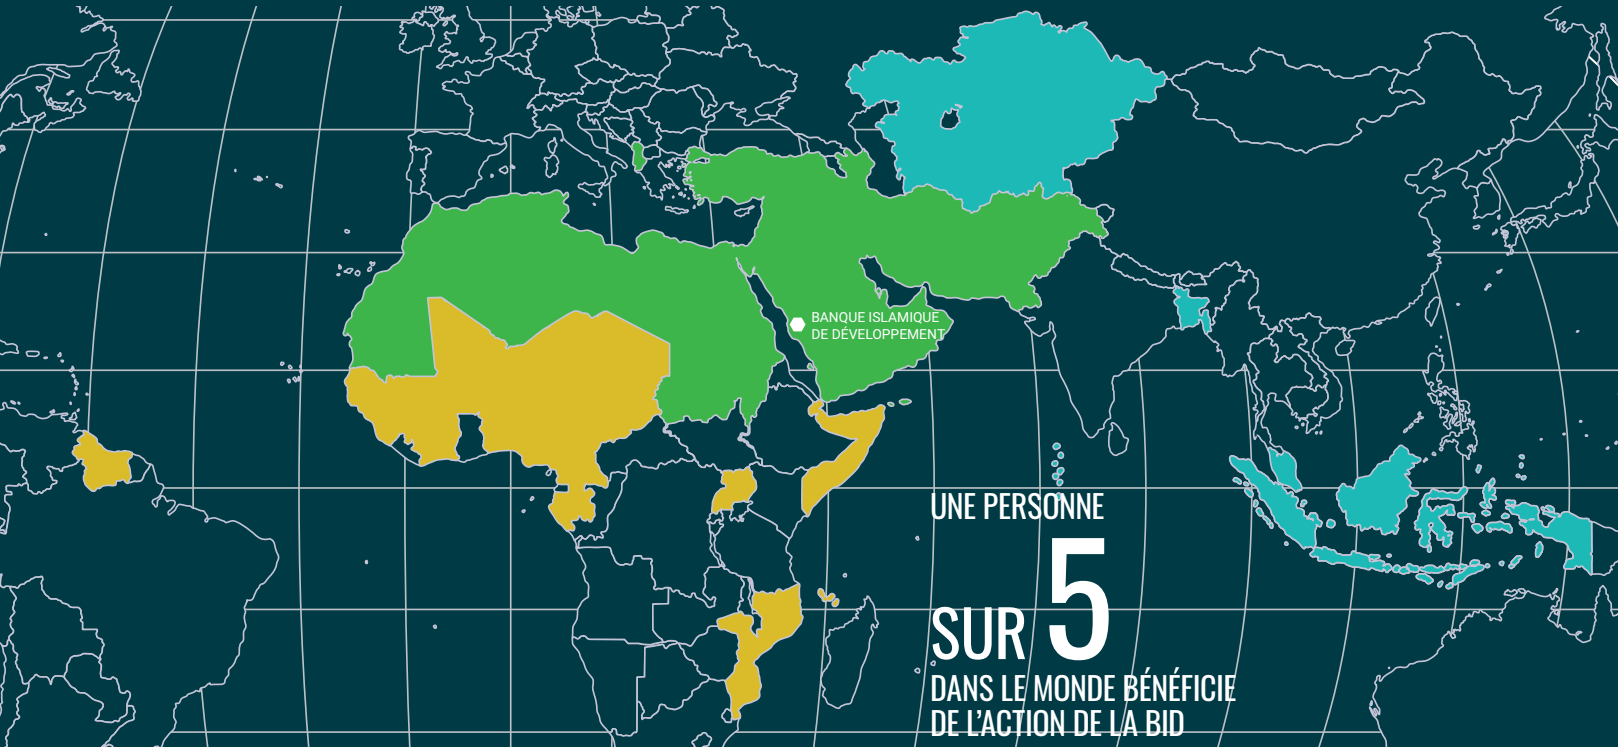 BANQUE ISLAMIQUE
DE DÉVELOPPEMENT
UNE PERSONNE
SUR 5
DANS LE MONDE BÉNÉFICIE
DE L'ACTION DE LA BID